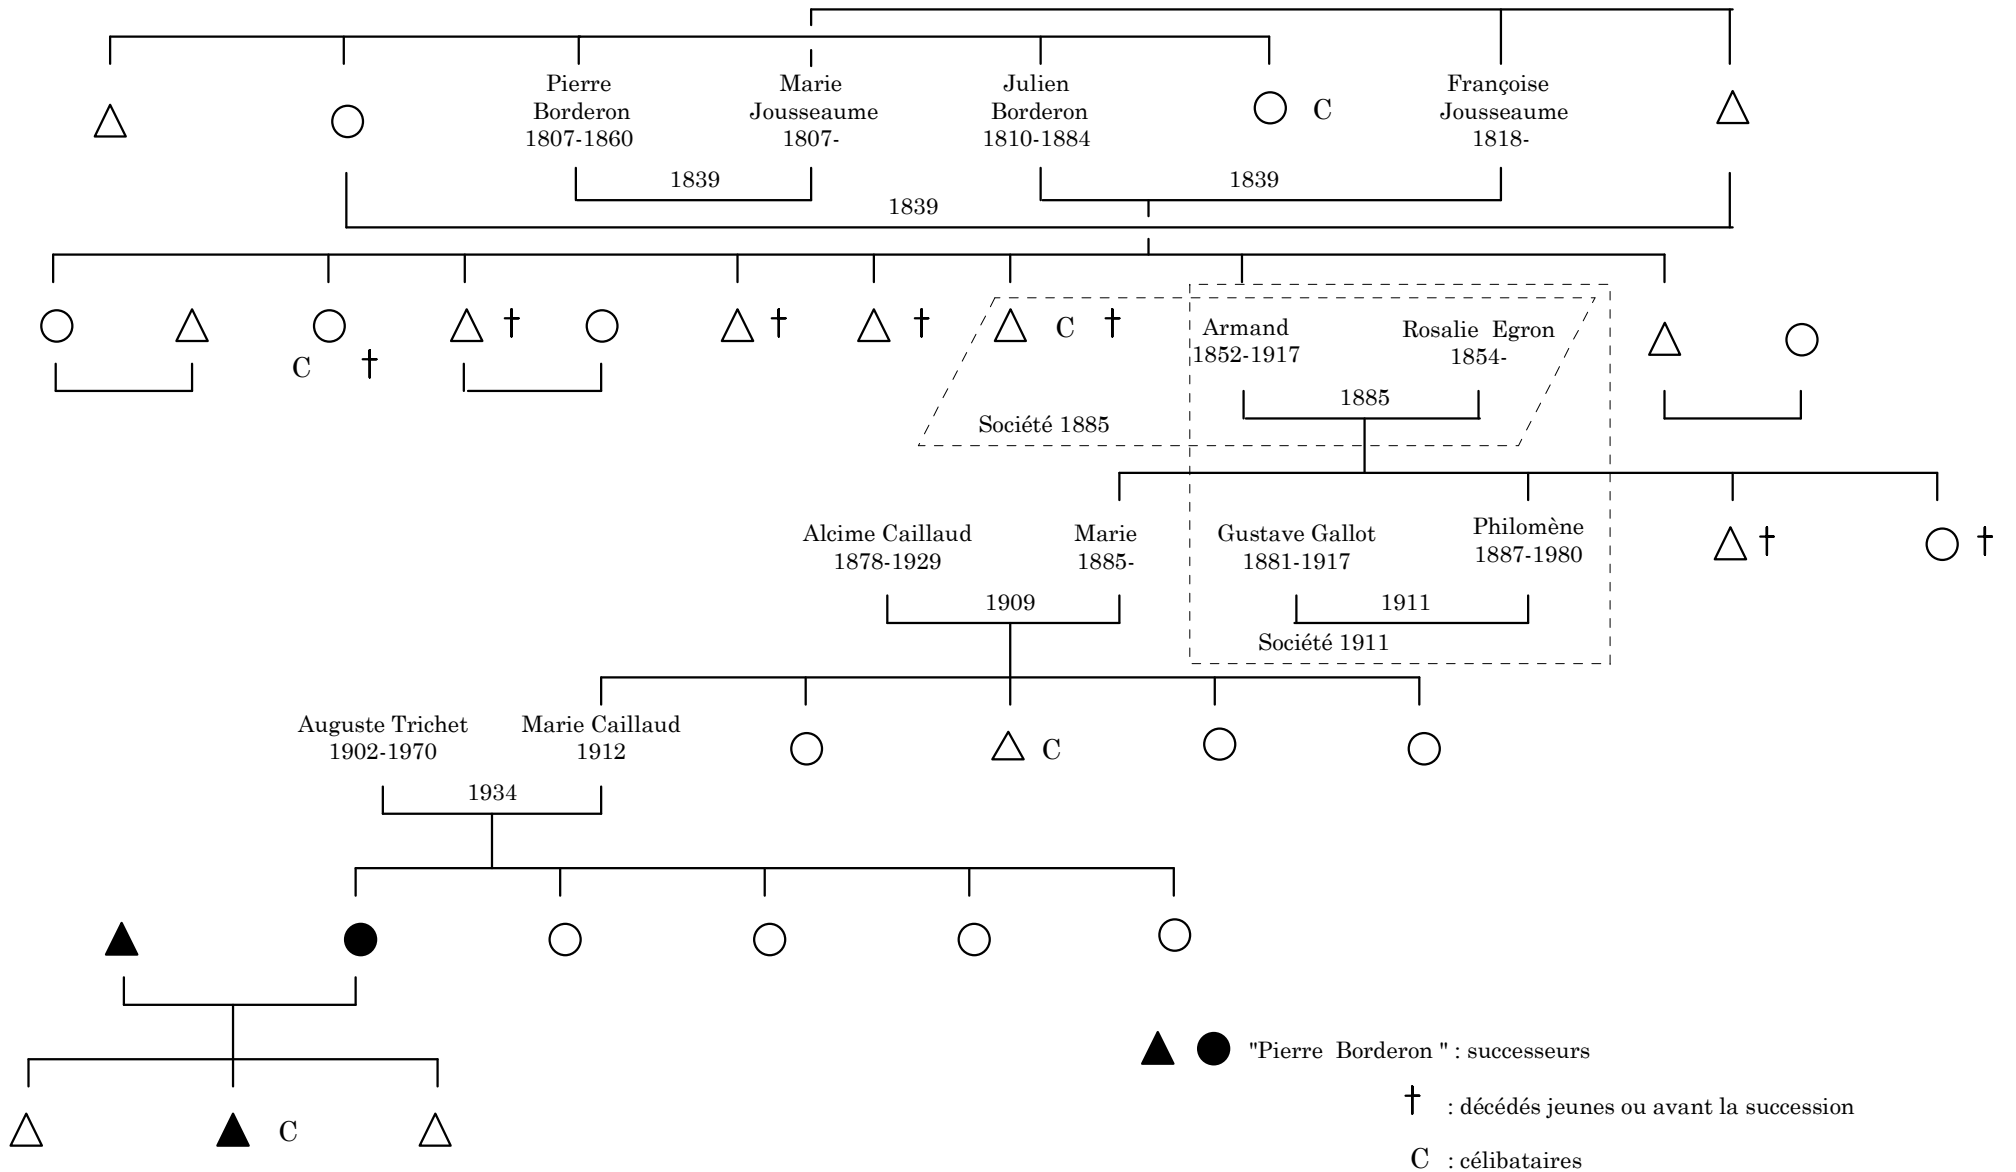 Pierre
Borderon
1807-1860
Marie
Jousseaume
1807-
Julien
Borderon
1810-1884
C
Françoise
Jousseaume
1818-
1839
1839
1839
C †
†
†
†
C †
Armand
1852-1917
Rosalie Egron
1854-
1885
Société 1885
Alcime Caillaud
1878-1929
Marie
1885-
Gustave Gallot
1881-1917
Philomène
1887-1980
†
†
1909
1911
Société 1911
Auguste Trichet
1902-1970
Marie Caillaud
1912
C
1934
"Pierre Borderon " : successeurs
† : décédés jeunes ou avant la succession
C
C : célibataires